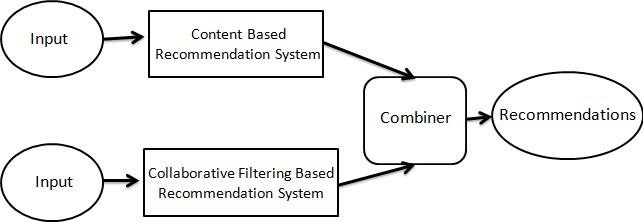 Input
Content Based
Recommendation System
Combiner
Recommendations
Input
Collaborative Filtering Based
Recommendation System